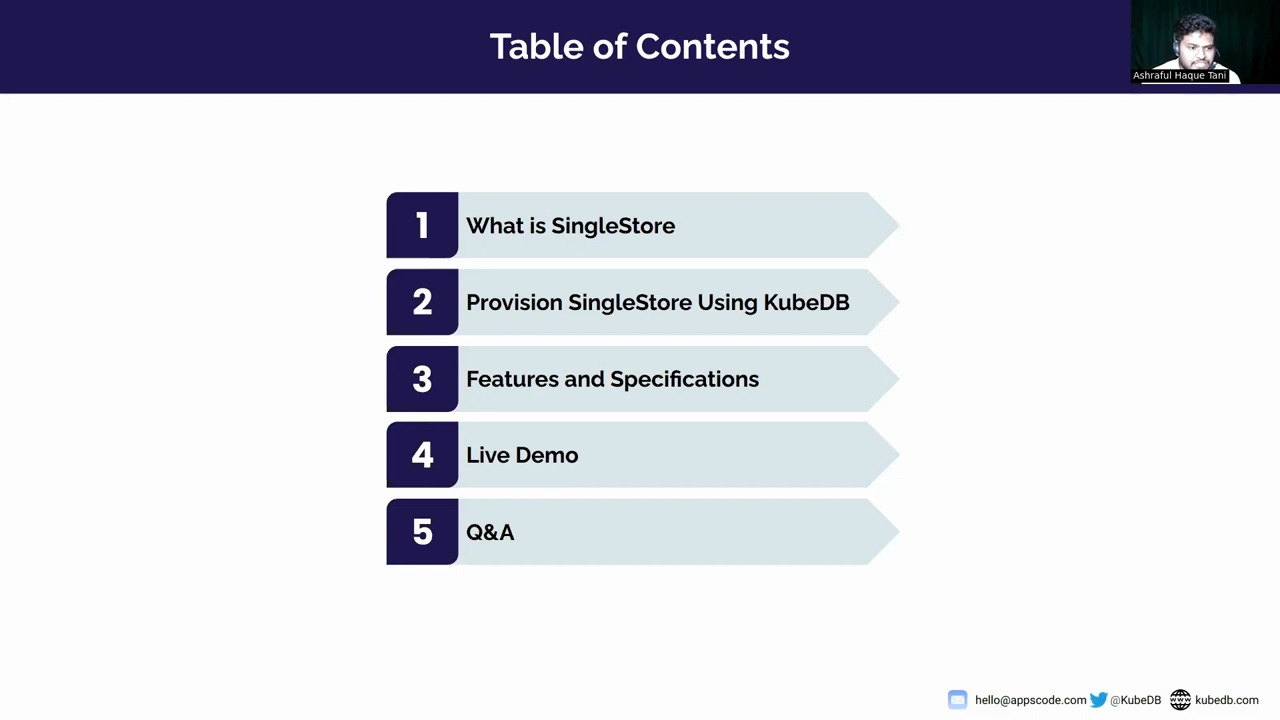 Table of Contents
Ashraful Haque Tani
1 What is SingleStore
2 Provision SingleStore Using KubeDB
3 Features and Specifications
4 Live Demo
5 Q&A
hello@appscode.com @KubeDB kubedb.com